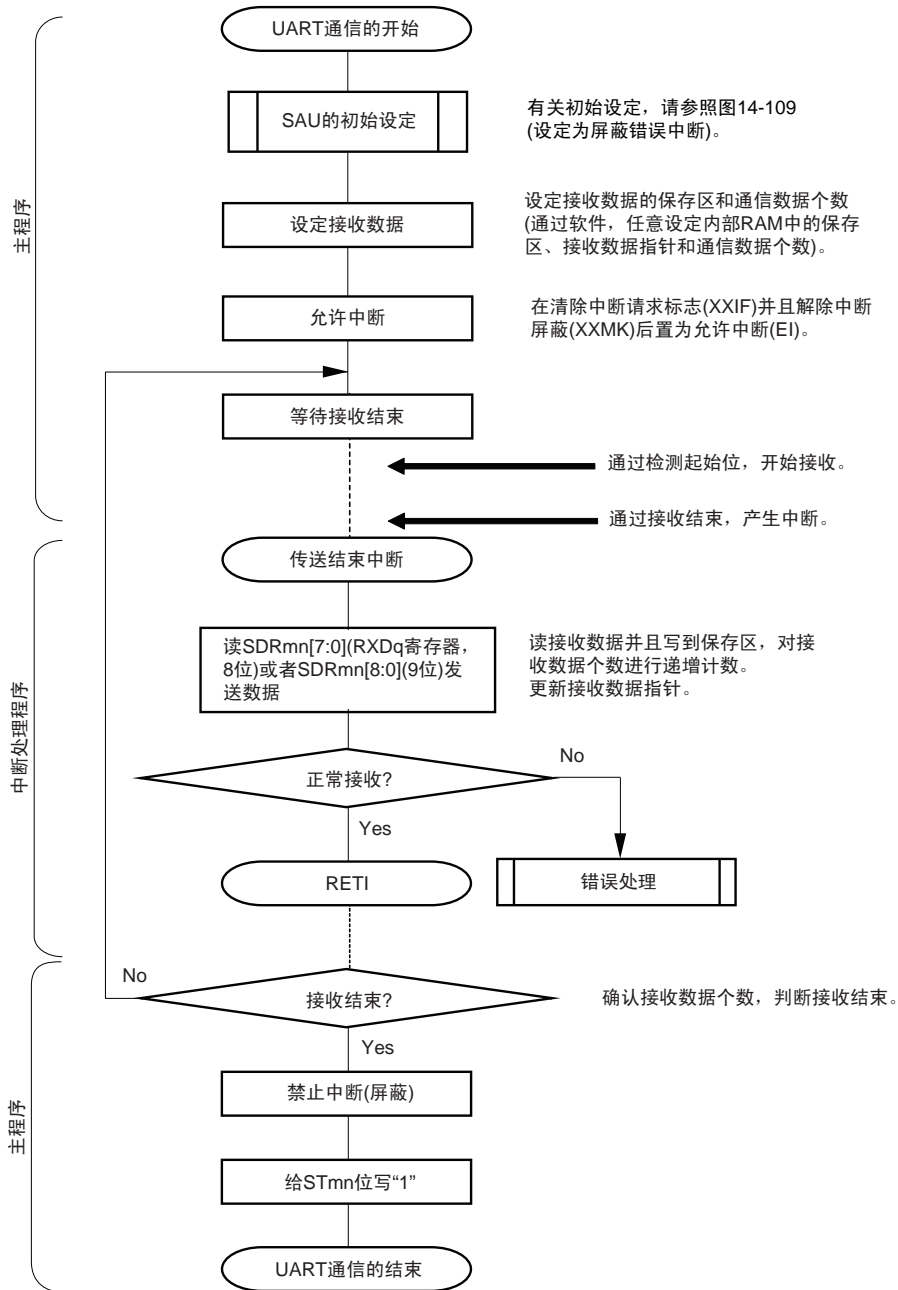 UART通信的开始
SAU的初始设定
有关初始设定，请参照图14-109
(设定为屏蔽错误中断)。
主程序
设定接收数据
设定接收数据的保存区和通信数据个数
(通过软件，任意设定内部RAM中的保存
区、接收数据指针和通信数据个数)。
允许中断
在清除中断请求标志(XXIF)并且解除中断
屏蔽(XXMK)后置为允许中断(EI)。
等待接收结束
通过检测起始位，开始接收。
通过接收结束，产生中断。
传送结束中断
中断处理程序
读SDRmn[7:0](RXDq寄存器，
8位)或者SDRmn[8:0](9位)发
送数据
读接收数据并且写到保存区，对接
收数据个数进行递增计数。
更新接收数据指针。
正常接收?
No
Yes
RETI
错误处理
No
接收结束?
确认接收数据个数，判断接收结束。
Yes
主程序
禁止中断(屏蔽)
给STmn位写“1”
UART通信的结束